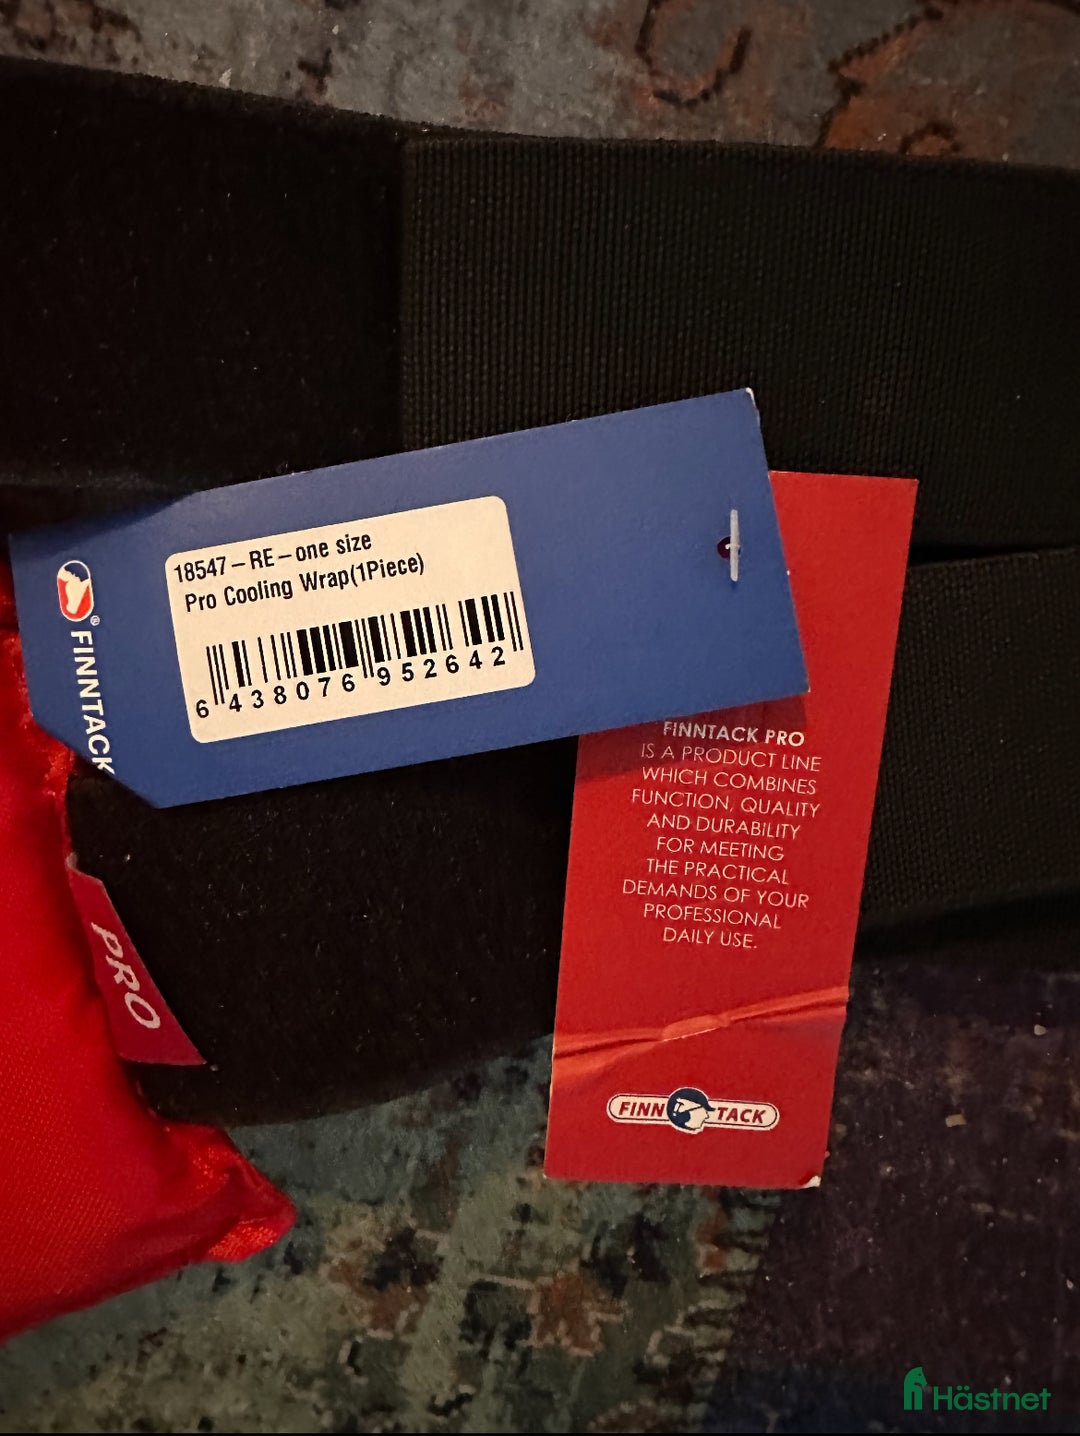 18547-RE-one size
Pro Cooling Wrap(1Piece)
6 438076 952642
FINNTACK
®
PRO
FINNTACK PRO
IS A PRODUCT LINE
WHICH COMBINES
FUNCTION, QUALITY
AND DURABILITY
FOR MEETING
THE PRACTICAL
DEMANDS OF YOUR
PROFESSIONAL
DAILY USE.
FINN TACK
Hästnet